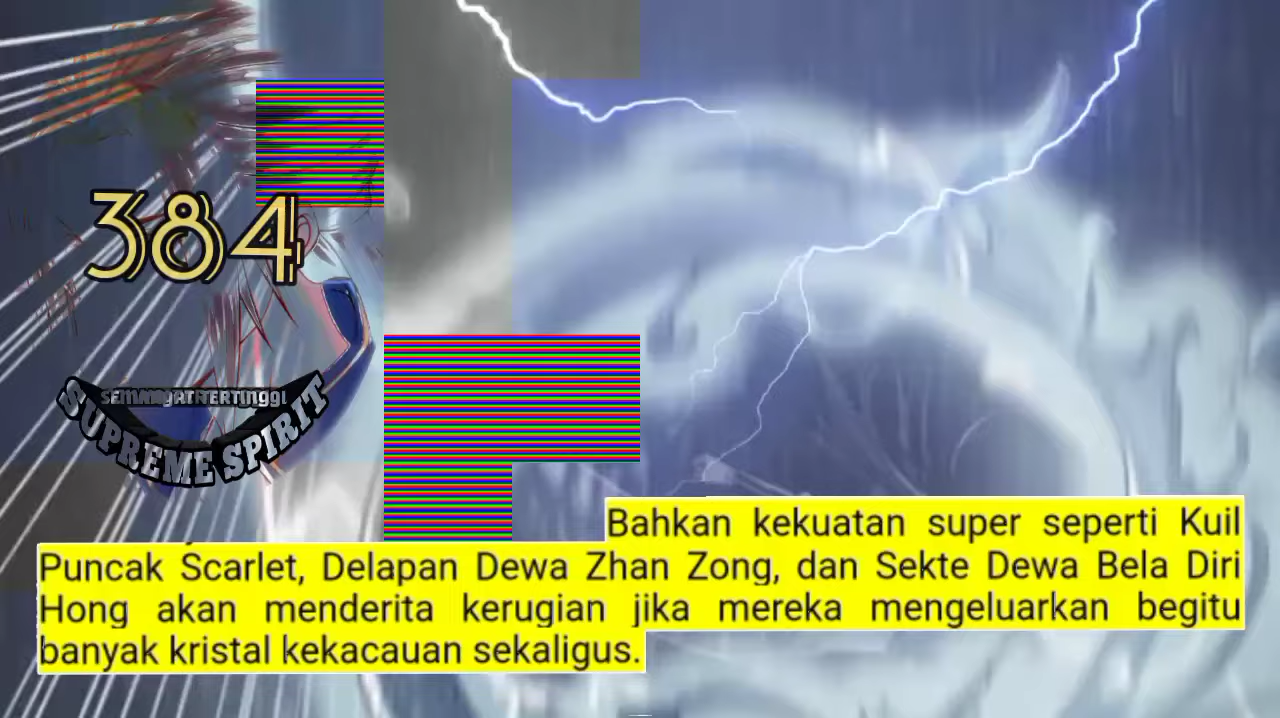 384
SUPREME SPIRIT
Bahkan kekuatan super seperti Kuil
Puncak Scarlet, Delapan Dewa Zhan Zong, dan Sekte Dewa Bela Diri
Hong akan menderita kerugian jika mereka mengeluarkan begitu
banyak kristal kekacauan sekaligus.